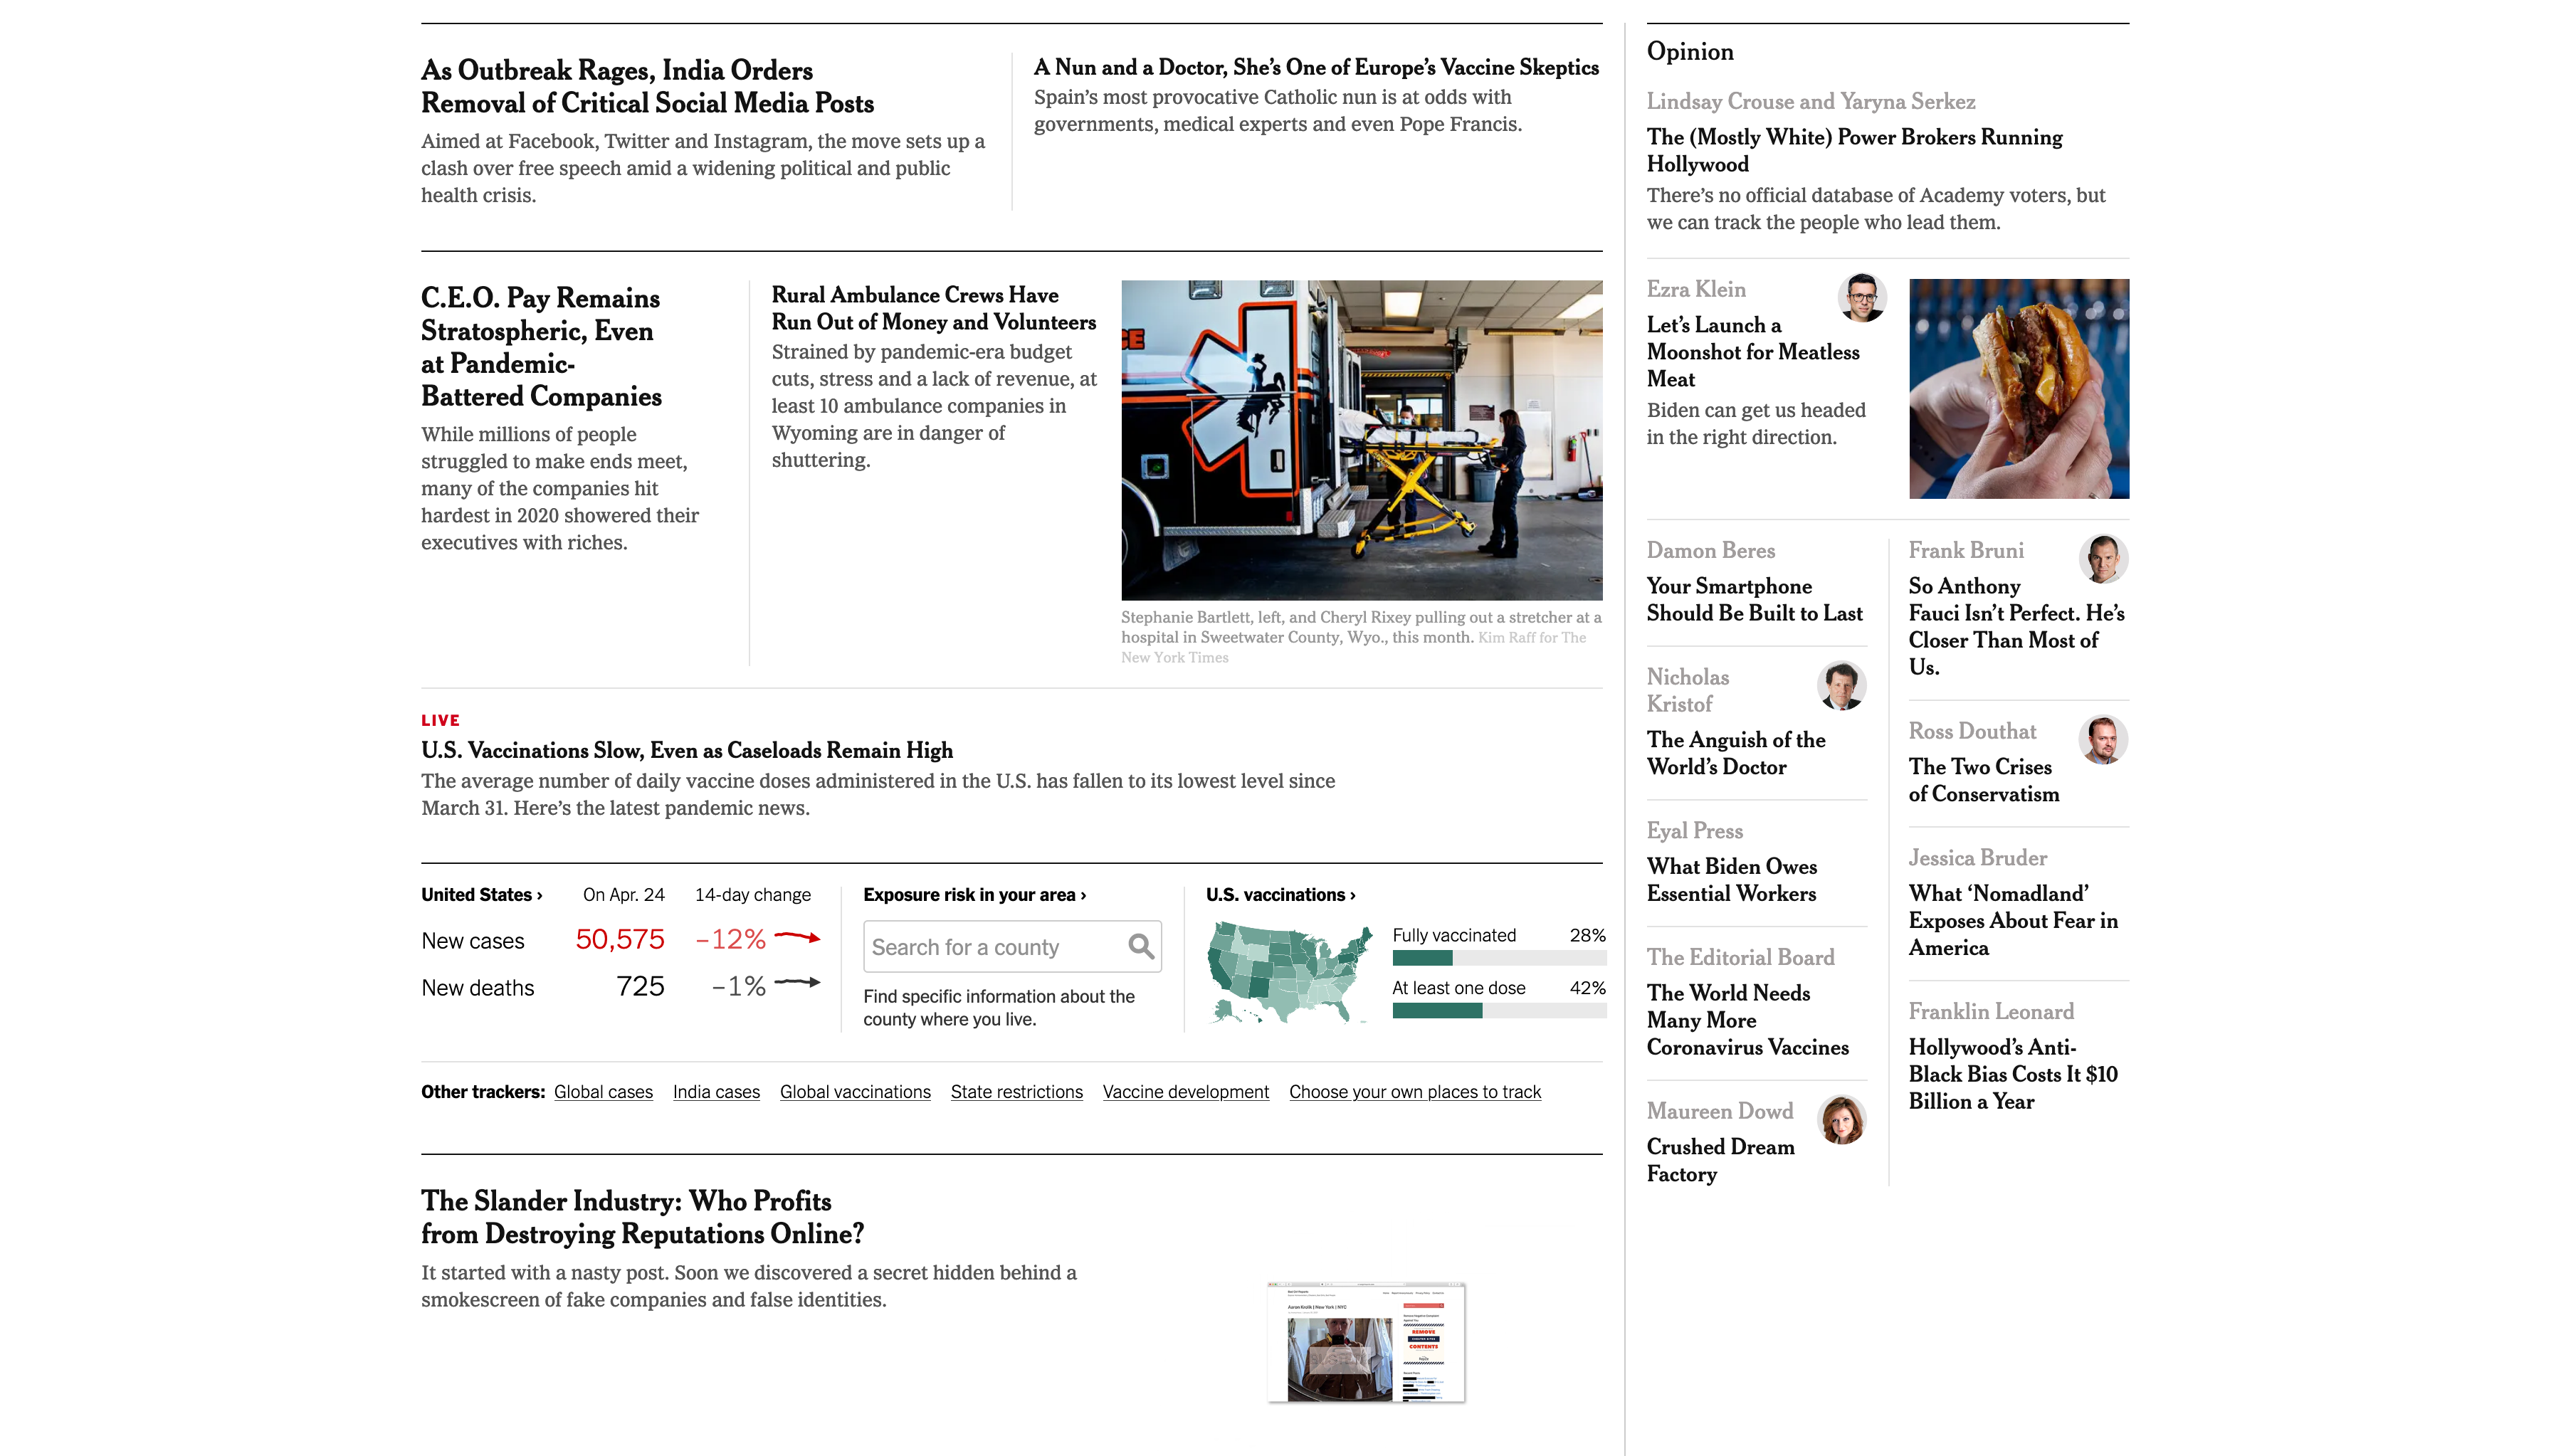 As Outbreak Rages, India Orders
Removal of Critical Social Media Posts
Aimed at Facebook, Twitter and Instagram, the move sets up a
clash over free speech amid a widening political and public
health crisis.
A Nun and a Doctor, She’s One of Europe’s Vaccine Skeptics
Spain’s most provocative Catholic nun is at odds with
governments, medical experts and even Pope Francis.
C.E.O. Pay Remains
Stratospheric, Even
at Pandemic-
Battered Companies
While millions of people
struggled to make ends meet,
many of the companies hit
hardest in 2020 showered their
executives with riches.
Rural Ambulance Crews Have
Run Out of Money and Volunteers
Strained by pandemic-era budget
cuts, stress and a lack of revenue, at
least 10 ambulance companies in
Wyoming are in danger of
shuttering.
Stephanie Bartlett, left, and Cheryl Rixey pulling out a stretcher at a
hospital in Sweetwater County, Wyo., this month. Kim Raff for The
New York Times
LIVE
U.S. Vaccinations Slow, Even as Caseloads Remain High
The average number of daily vaccine doses administered in the U.S. has fallen to its lowest level since
March 31. Here’s the latest pandemic news.
United States › On Apr. 24 14-day change
New cases 50,575 –12%
New deaths 725 –1%
Exposure risk in your area ›
Search for a county
Find specific information about the
county where you live.
U.S. vaccinations ›
Fully vaccinated 28%
At least one dose 42%
Other trackers: Global cases India cases Global vaccinations State restrictions Vaccine development Choose your own places to track
The Slander Industry: Who Profits
from Destroying Reputations Online?
It started with a nasty post. Soon we discovered a secret hidden behind a
smokescreen of fake companies and false identities.
Aaron Krolik | New York | NYC
REMOVE
CONTENTS
Opinion
Lindsay Crouse and Yaryna Serkez
The (Mostly White) Power Brokers Running
Hollywood
There’s no official database of Academy voters, but
we can track the people who lead them.
Ezra Klein
Let’s Launch a
Moonshot for Meatless
Meat
Biden can get us headed
in the right direction.
Damon Beres
Your Smartphone
Should Be Built to Last
Nicholas
Kristof
The Anguish of the
World’s Doctor
Eyal Press
What Biden Owes
Essential Workers
The Editorial Board
The World Needs
Many More
Coronavirus Vaccines
Maureen Dowd
Crushed Dream
Factory
Frank Bruni
So Anthony
Fauci Isn’t Perfect. He’s
Closer Than Most of
Us.
Ross Douthat
The Two Crises
of Conservatism
Jessica Bruder
What ‘Nomadland’
Exposes About Fear in
America
Franklin Leonard
Hollywood’s Anti-
Black Bias Costs It $10
Billion a Year